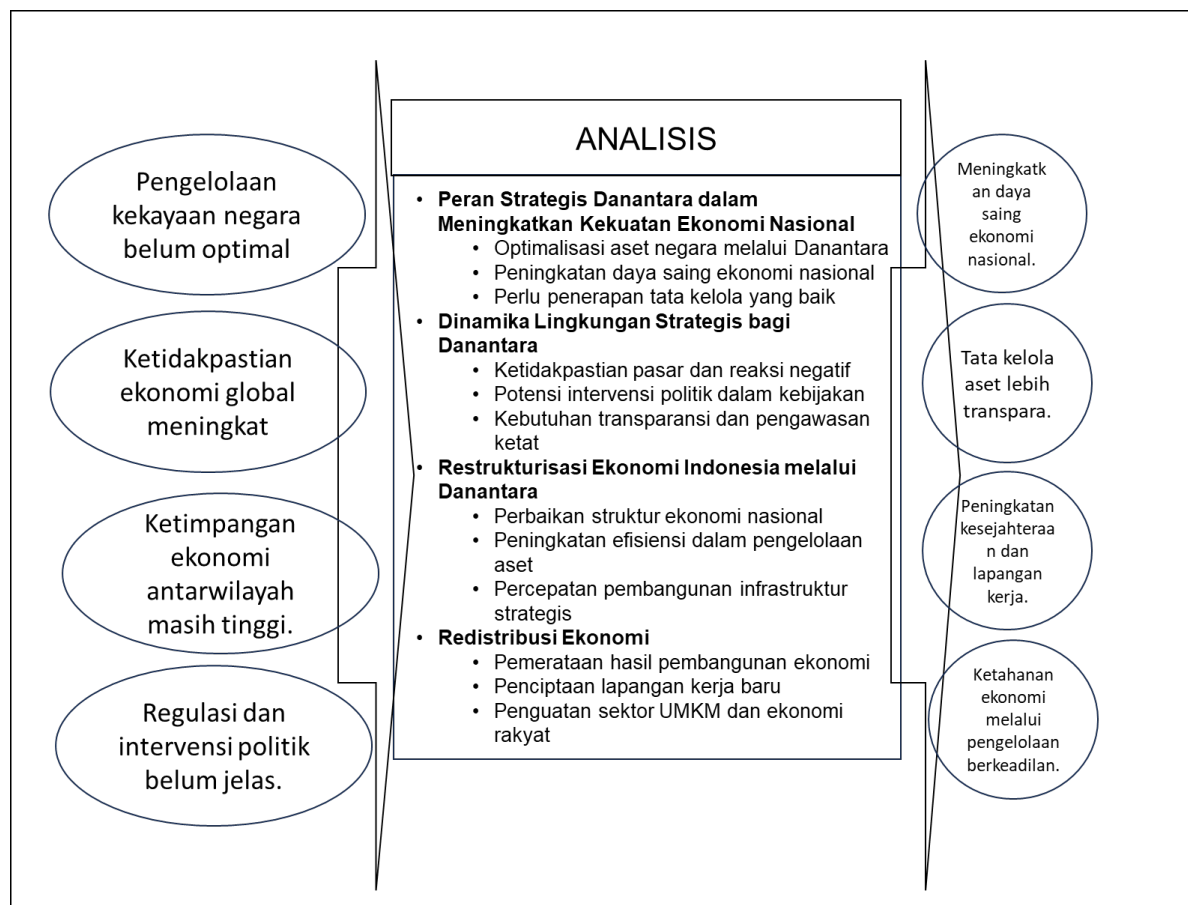 Pengelolaan
kekayaan negara
belum optimal
Ketidakpastian
ekonomi global
meningkat
Ketimpangan
ekonomi
antarwilayah
masih tinggi.
Regulasi dan
intervensi politik
belum jelas.
ANALISIS
• Peran Strategis Danantara dalam
Meningkatkan Kekuatan Ekonomi Nasional
• Optimalisasi aset negara melalui Danantara
• Peningkatan daya saing ekonomi nasional
• Perlu penerapan tata kelola yang baik
• Dinamika Lingkungan Strategis bagi
Danantara
• Ketidakpastian pasar dan reaksi negatif
• Potensi intervensi politik dalam kebijakan
• Kebutuhan transparansi dan pengawasan
ketat
• Restrukturisasi Ekonomi Indonesia melalui
Danantara
• Perbaikan struktur ekonomi nasional
• Peningkatan efisiensi dalam pengelolaan
aset
• Percepatan pembangunan infrastruktur
strategis
• Redistribusi Ekonomi
• Pemerataan hasil pembangunan ekonomi
• Penciptaan lapangan kerja baru
• Penguatan sektor UMKM dan ekonomi
rakyat
Meningkatk
an daya
saing
ekonomi
nasional.
Tata kelola
aset lebih
transpara.
Peningkatan
kesejahteraa
n dan
lapangan
kerja.
Ketahanan
ekonomi
melalui
pengelolaan
berkeadilan.